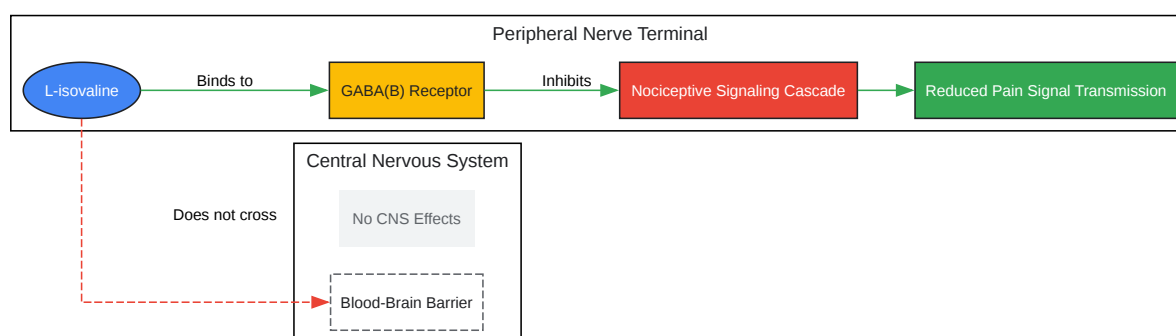 Peripheral Nerve Terminal
L-isovaline
Binds to
GABA(B) Receptor
Inhibits
Nociceptive Signaling Cascade
Reduced Pain Signal Transmission
Central Nervous System
No CNS Effects
Does not cross
Blood-Brain Barrier